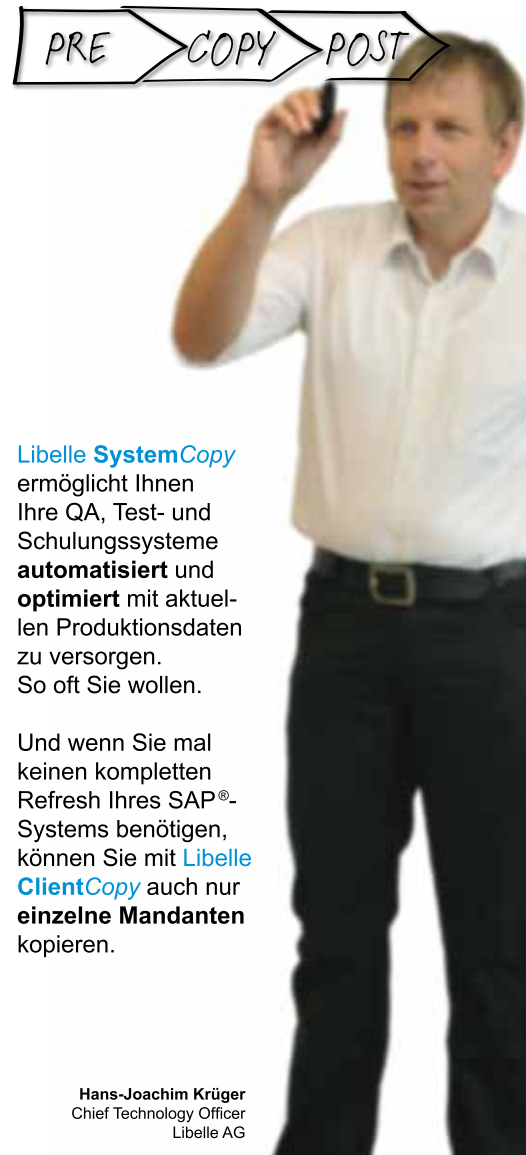 PRE COPY POST
Libelle SystemCopy
ermöglicht Ihnen
Ihre QA, Test- und
Schulungssysteme
automatisiert und
optimiert mit aktuel-
len Produktionsdaten
zu versorgen.
So oft Sie wollen.
Und wenn Sie mal
keinen kompletten
Refresh Ihres SAP®-
Systems benötigen,
können Sie mit Libelle
ClientCopy auch nur
einzelne Mandanten
kopieren.
Hans-Joachim Krüger
Chief Technology Officer
Libelle AG